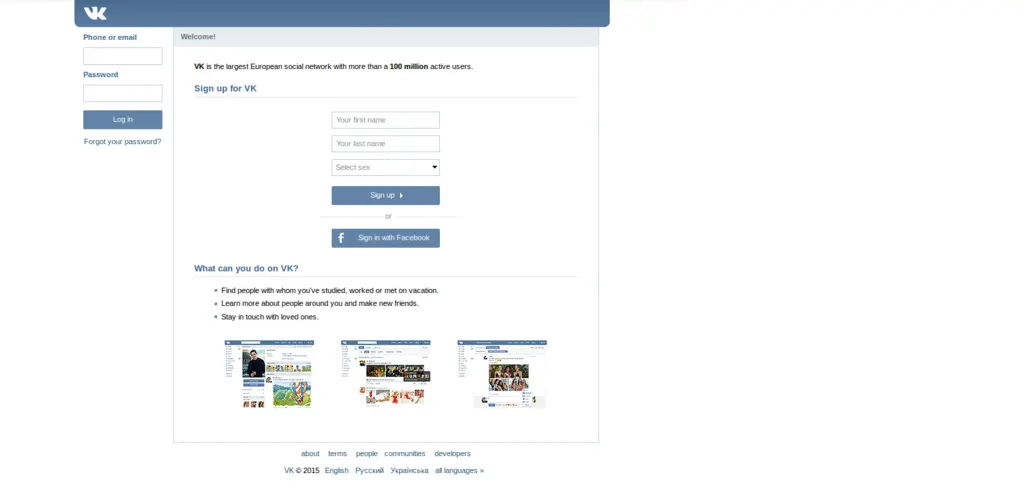 Phone or email
Password
Log in
Forgot your password?
Welcome!
VK is the largest European social network with more than a 100 million active users.
Sign up for VK
Your first name
Your last name
Select sex
Sign up
or
Sign in with Facebook
What can you do on VK?
Find people with whom you've studied, worked or met on vacation.
Learn more about people around you and make new friends.
Stay in touch with loved ones.
about terms people communities developers
VK © 2015 English Русский Українська all languages »